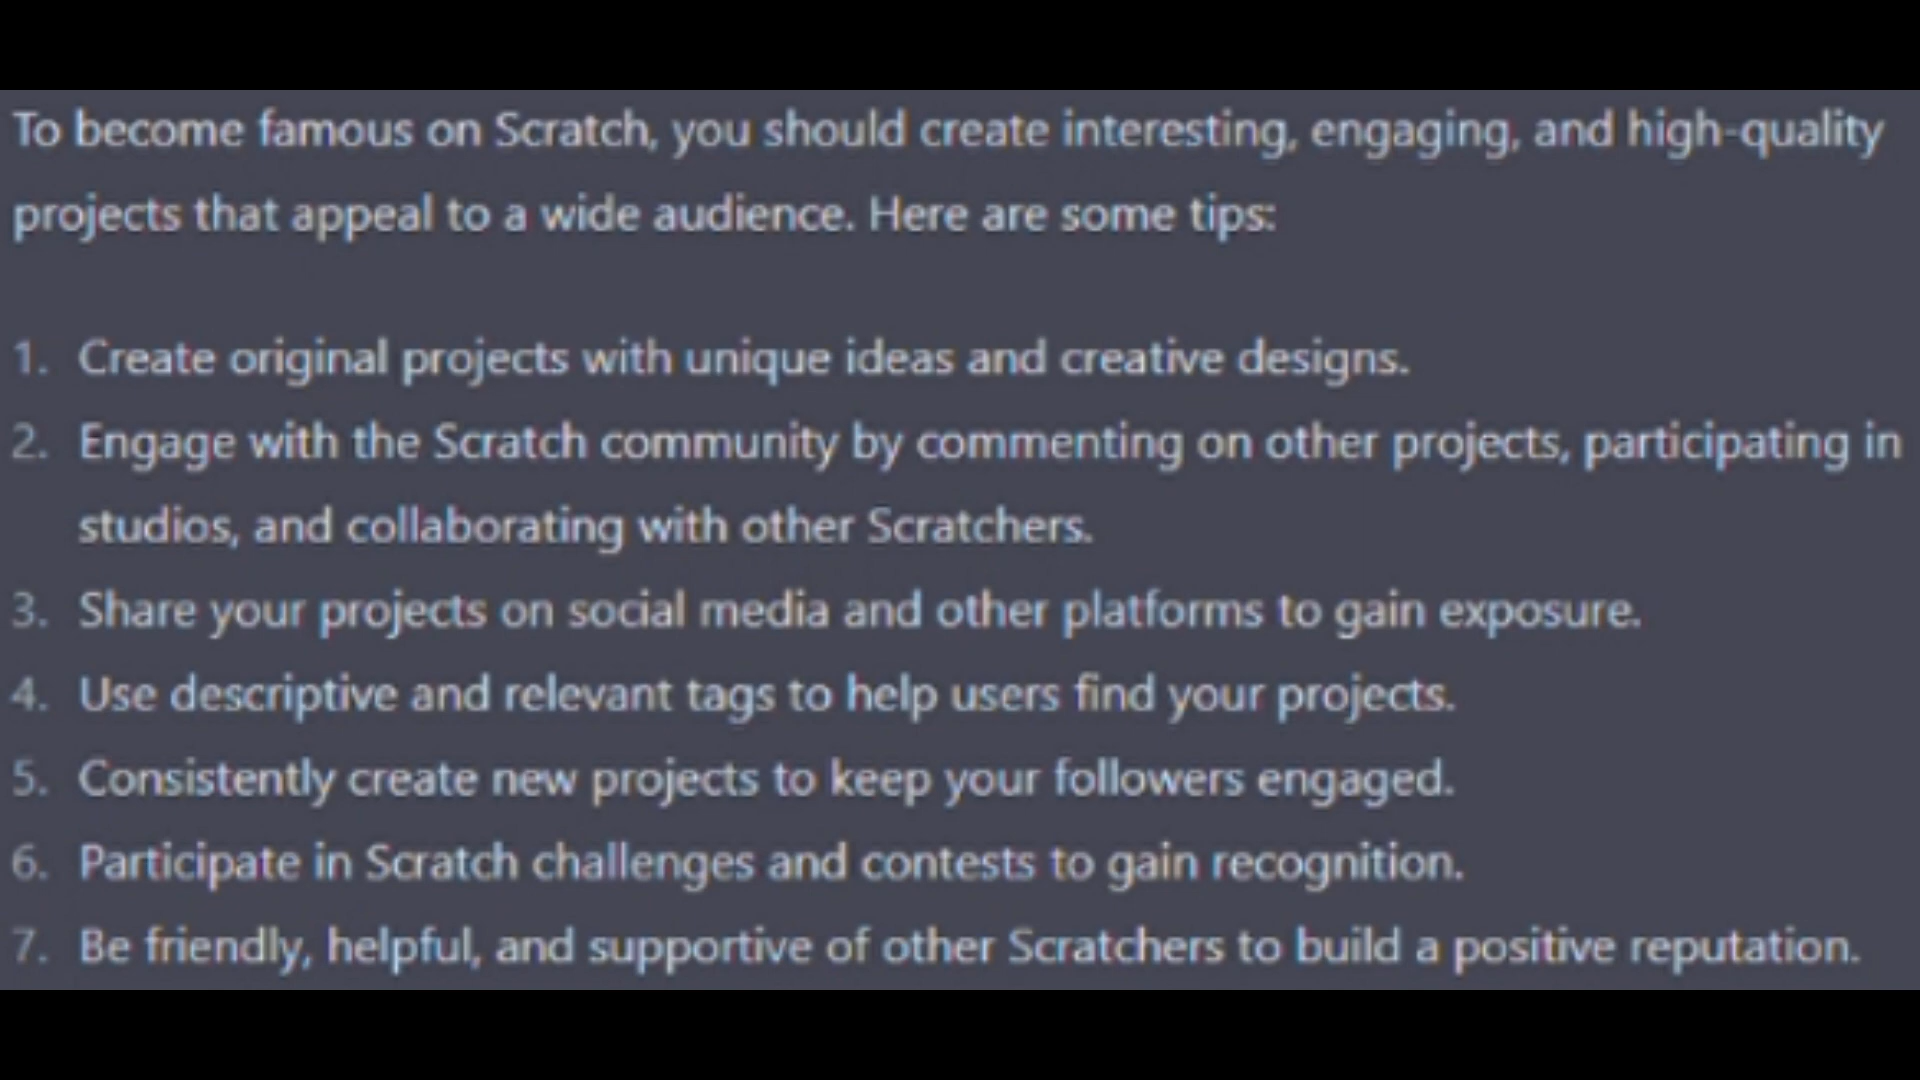 To become famous on Scratch, you should create interesting, engaging, and high-quality
projects that appeal to a wide audience. Here are some tips:
1. Create original projects with unique ideas and creative designs.
2. Engage with the Scratch community by commenting on other projects, participating in
studios, and collaborating with other Scratchers.
3. Share your projects on social media and other platforms to gain exposure.
4. Use descriptive and relevant tags to help users find your projects.
5. Consistently create new projects to keep your followers engaged.
6. Participate in Scratch challenges and contests to gain recognition.
7. Be friendly, helpful, and supportive of other Scratchers to build a positive reputation.